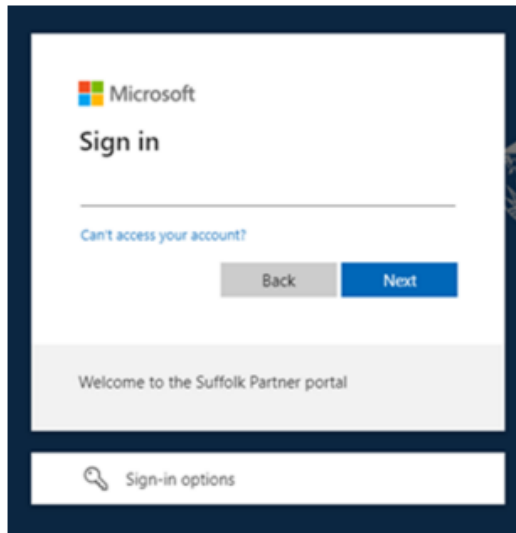 Microsoft
Sign in
Can't access your account?
Back Next
Welcome to the Suffolk Partner portal
Sign-in options